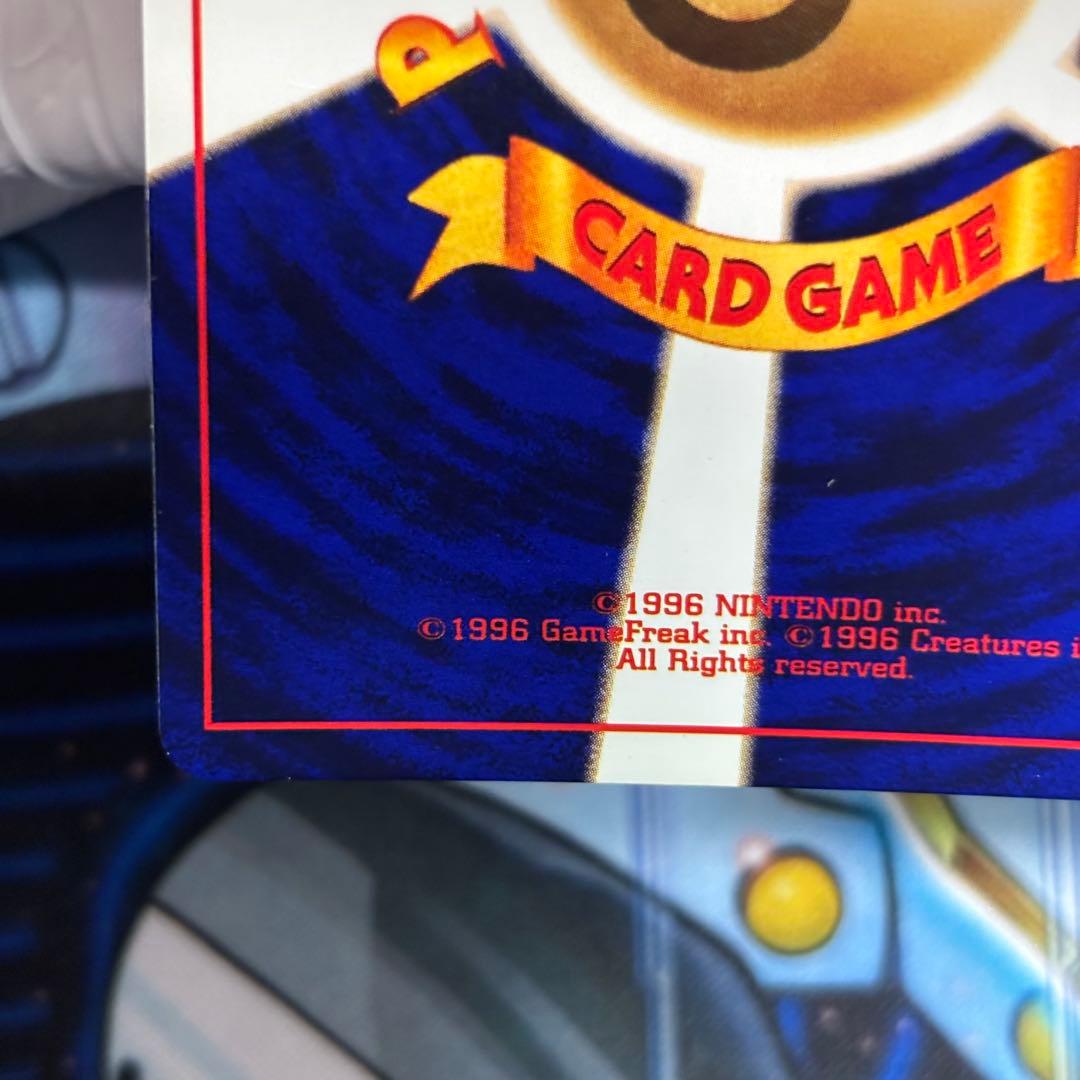 P
CARD GAME
©1996 NINTENDO inc.
©1996 GameFreak inc. ©1996 Creatures
All Rights reserved.